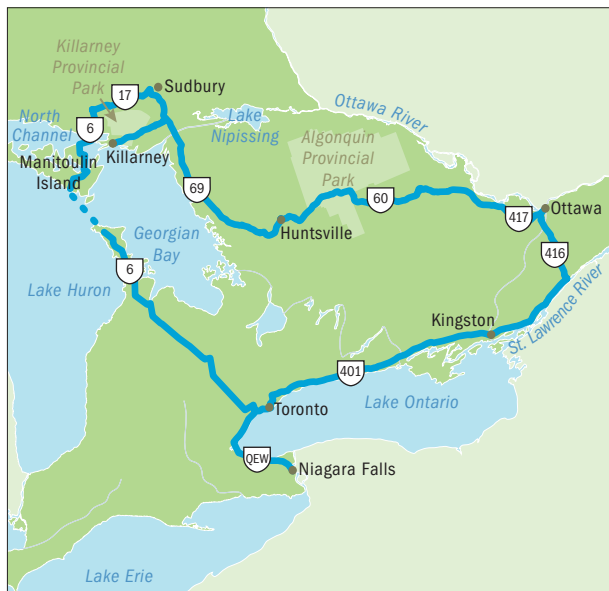 Killarney
Provincial
Park
17
Sudbury
Ottawa River
North
Channel
6
Lake
Nipissing
Algonquin
Provincial
Park
Killarney
Manitoulin
Island
69
60
Huntsville
417
Ottawa
Georgian
Bay
416
6
Lake Huron
Kingston
St. Lawrence River
401
Toronto
Lake Ontario
QEW
Niagara Falls
Lake Erie